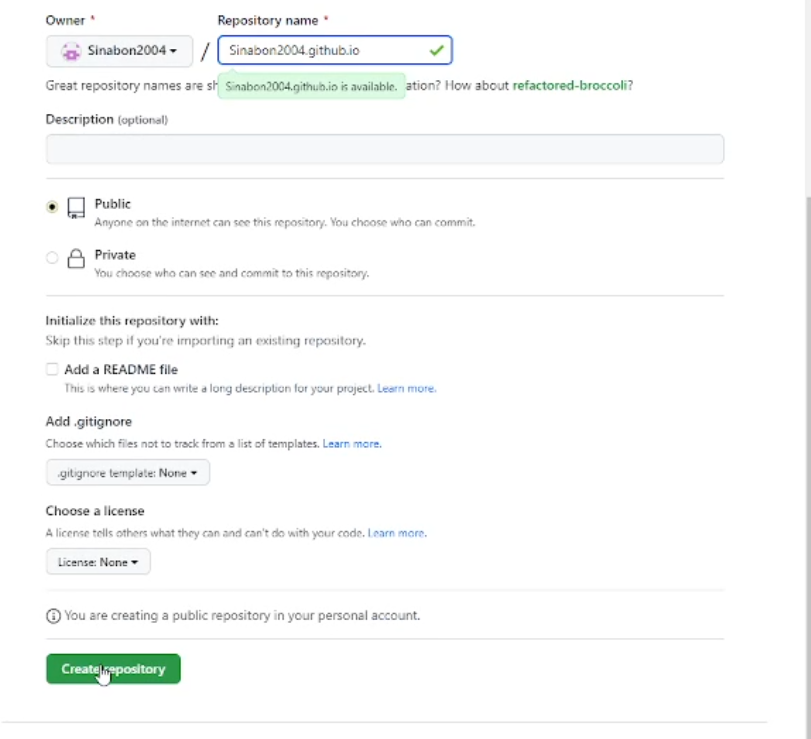 Owner * Repository name *
Sinabon2004 / Sinabon2004.github.io
Great repository names are sh Sinabon2004.github.io is available. ation? How about refactored-broccoli?
Description (optional)
Public
Anyone on the internet can see this repository. You choose who can commit.
Private
You choose who can see and commit to this repository.
Initialize this repository with:
Skip this step if you're importing an existing repository.
Add a README file
This is where you can write a long description for your project. Learn more.
Add .gitignore
Choose which files not to track from a list of templates. Learn more.
.gitignore template: None
Choose a license
A license tells others what they can and can't do with your code. Learn more.
License: None
You are creating a public repository in your personal account.
Create repository